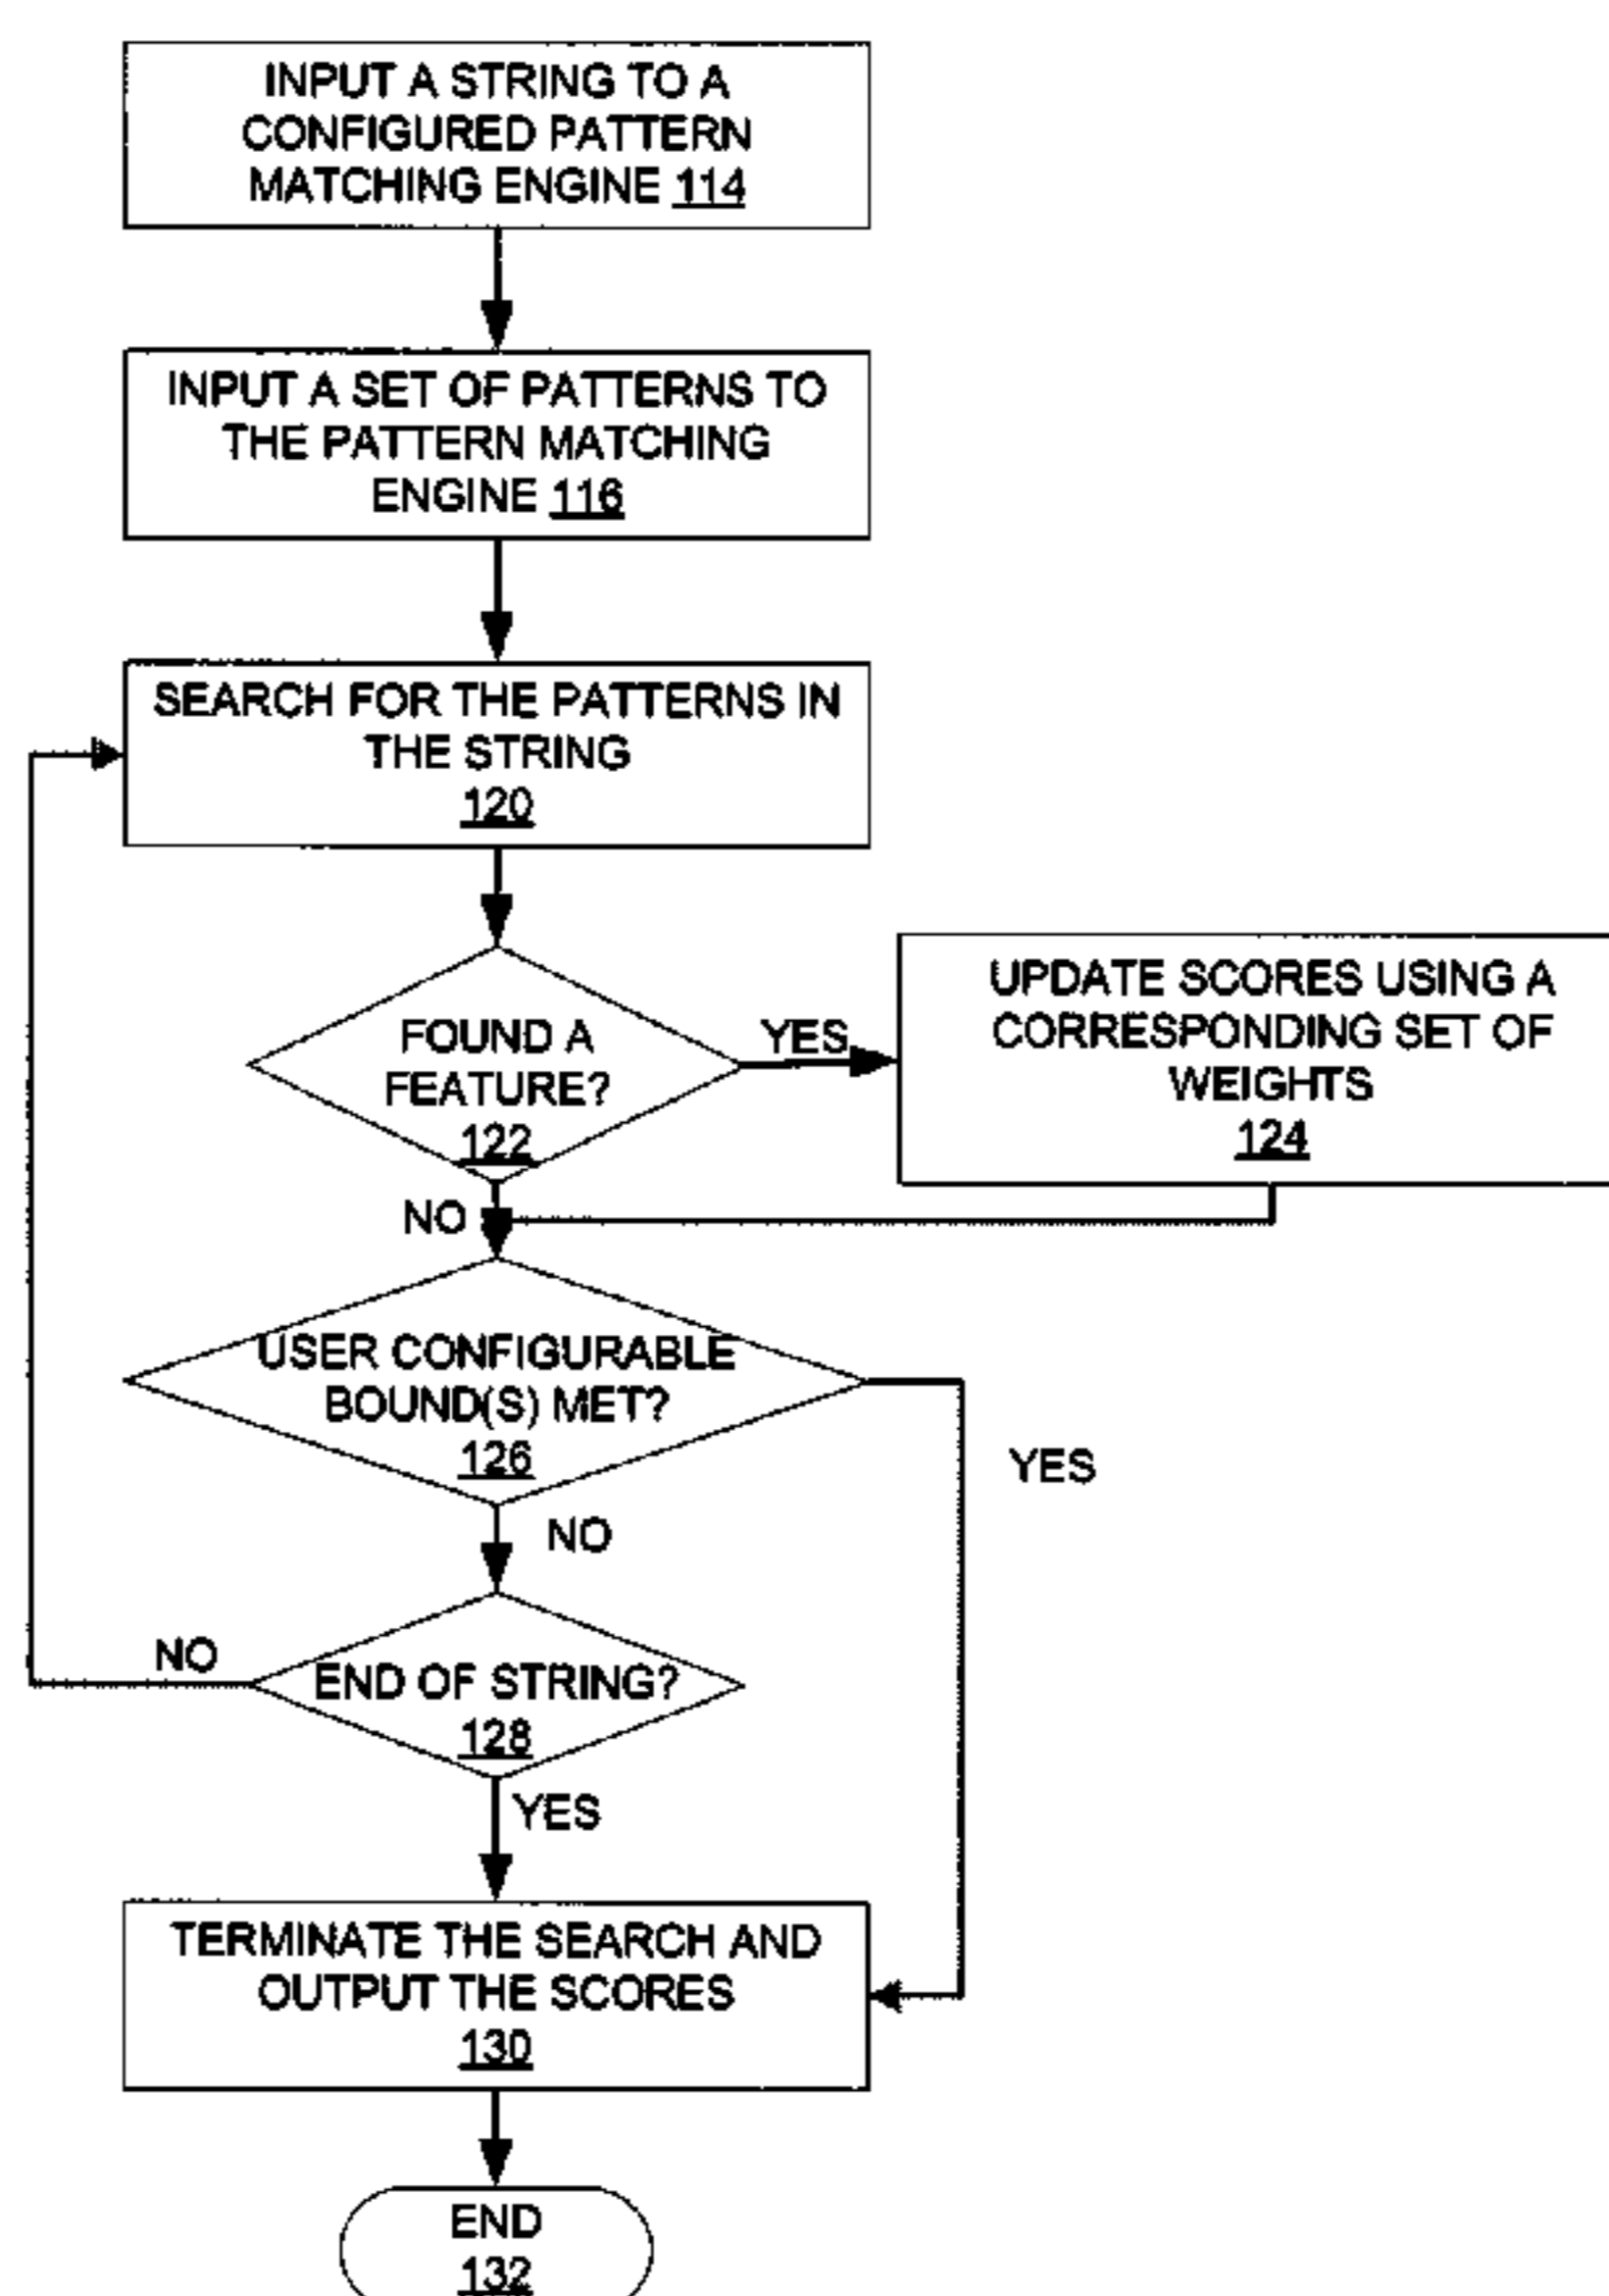 INPUT A STRING TO A
CONFIGURED PATTERN
MATCHING ENGINE 114
INPUT A SET OF PATTERNS TO
THE PATTERN MATCHING
ENGINE 116
SEARCH FOR THE PATTERNS IN
THE STRING
120
FOUND A
FEATURE?
122
YES
UPDATE SCORES USING A
CORRESPONDING SET OF
WEIGHTS
124
NO
USER CONFIGURABLE
BOUND(S) MET?
126
YES
NO
END OF STRING?
128
NO
YES
TERMINATE THE SEARCH AND
OUTPUT THE SCORES
130
END
132